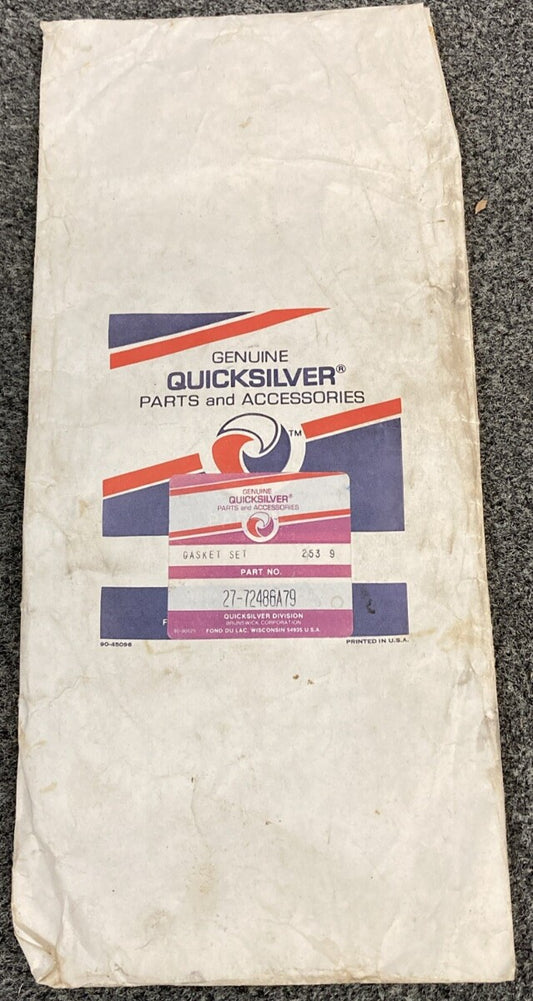 GENUINE
QUICKSILVER®
PARTS and ACCESSORIES
TM
GENUINE
QUICKSILVER®
PARTS and ACCESSORIES
GASKET SET 253 9
PART NO.
27-72486A79
QUICKSILVER DIVISION
BRUNSWICK CORPORATION
FOND DU LAC, WISCONSIN 54935 U.S.A.
90-45096
PRINTED IN U.S.A.